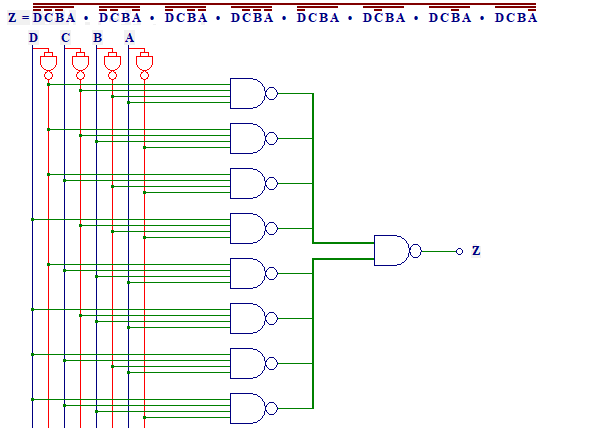 Z = DCBA · DCBA · DCBA · DCBA · DCBA · DCBA · DCBA · DCBA
D C B A
Z